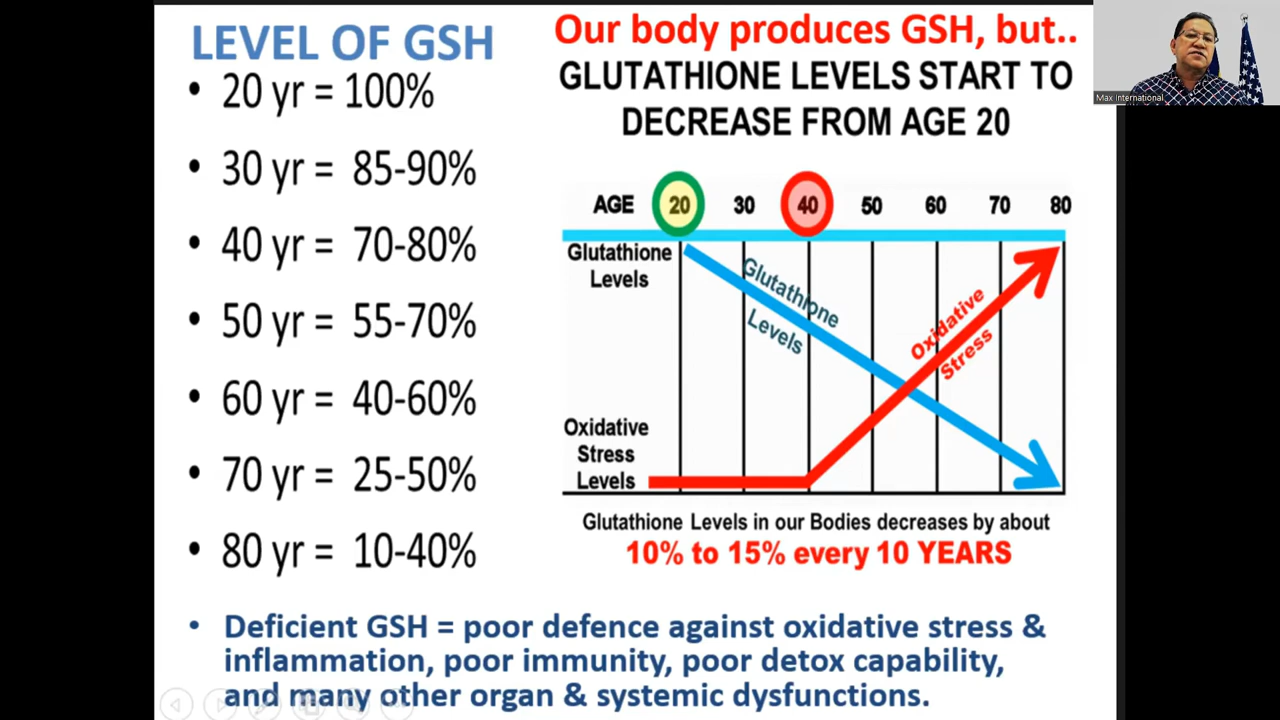 LEVEL OF GSH
• 20 yr = 100%
• 30 yr = 85-90%
• 40 yr = 70-80%
• 50 yr = 55-70%
• 60 yr = 40-60%
• 70 yr = 25-50%
• 80 yr = 10-40%
Our body produces GSH, but..
GLUTATHIONE LEVELS START TO
DECREASE FROM AGE 20
AGE 20 30 40 50 60 70 80
Glutathione
Levels
Glutathione
Levels
Oxidative
Stress
Oxidative
Stress
Levels
Glutathione Levels in our Bodies decreases by about
10% to 15% every 10 YEARS
• Deficient GSH = poor defence against oxidative stress &
inflammation, poor immunity, poor detox capability,
and many other organ & systemic dysfunctions.
Max International